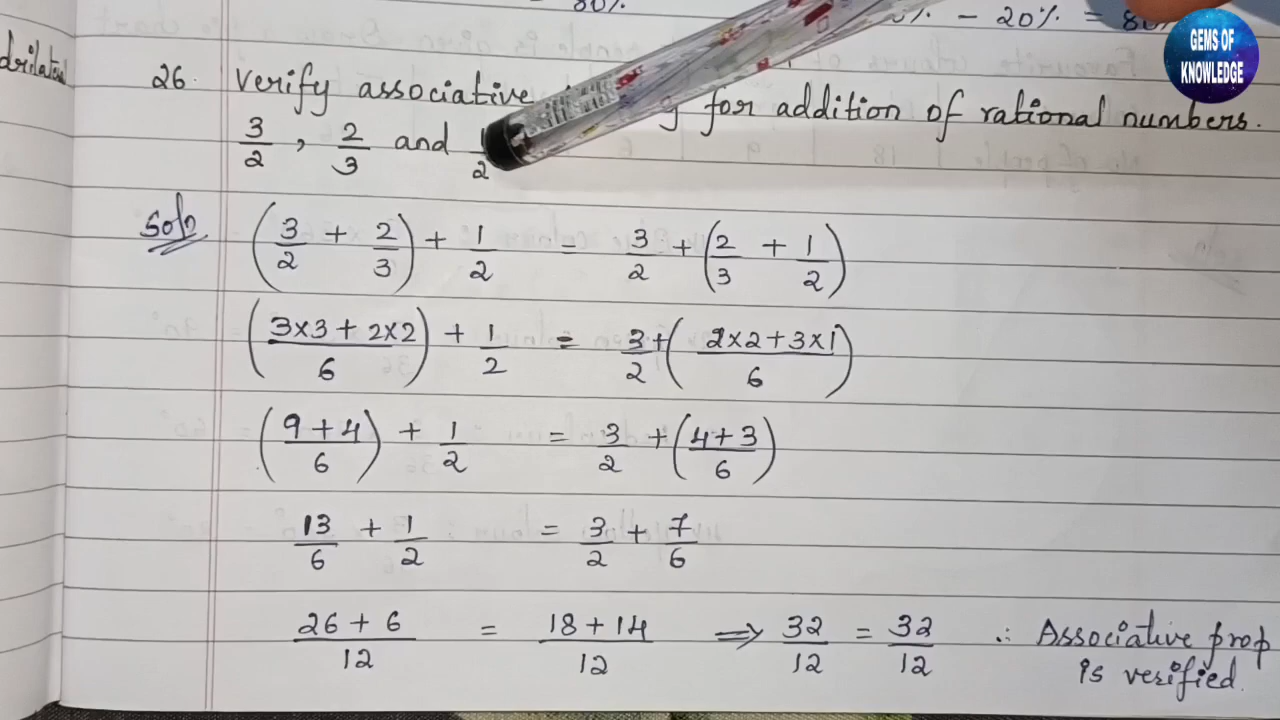 80%
% - 20% = 80%
GEMS OF
KNOWLEDGE
26. Verify associative for addition of rational numbers.
3/2 , 2/3 and /2
Soln (3/2 + 2/3) + 1/2 = 3/2 + (2/3 + 1/2)
((3×3 + 2×2)/6) + 1/2 = 3/2 + ((2×2 + 3×1)/6)
((9 + 4)/6) + 1/2 = 3/2 + ((4 + 3)/6)
13/6 + 1/2 = 3/2 + 7/6
(26 + 6)/12 = (18 + 14)/12 ⇒ 32/12 = 32/12 ∴ Associative prop
is verified.